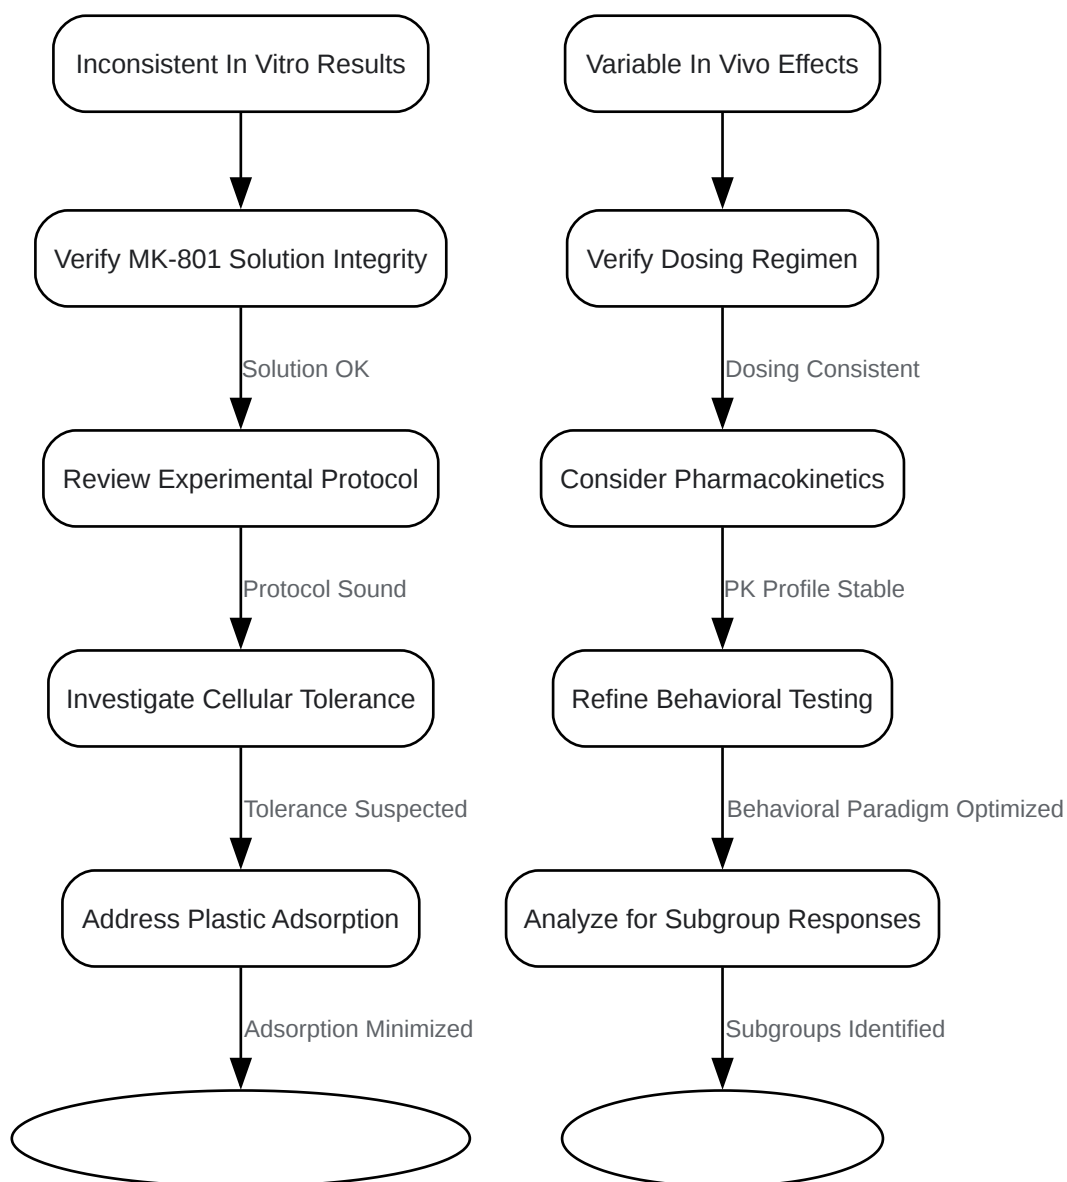 Inconsistent In Vitro Results
Verify MK-801 Solution Integrity
Solution OK
Review Experimental Protocol
Protocol Sound
Investigate Cellular Tolerance
Tolerance Suspected
Address Plastic Adsorption
Adsorption Minimized
Variable In Vivo Effects
Verify Dosing Regimen
Dosing Consistent
Consider Pharmacokinetics
PK Profile Stable
Refine Behavioral Testing
Behavioral Paradigm Optimized
Analyze for Subgroup Responses
Subgroups Identified